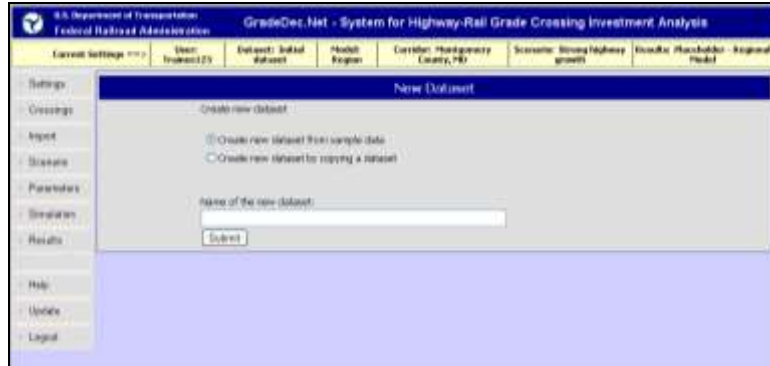 U.S. Department of Transportation
Federal Railroad Administration
GradeDec.Net - System for Highway-Rail Grade Crossing Investment Analysis
Current Settings ==>
User: Trainee123
Dataset: Initial dataset
Model: Region
Corridor: Montgomery County, MD
Scenario: Strong highway growth
Results: Placeholder - Regional Model
Settings
Crossings
Import
Scenario
Parameters
Simulation
Results
Help
Update
Logout
New Dataset
Create new dataset
Create new dataset from sample data
Create new dataset by copying a dataset
Name of the new dataset:
Submit